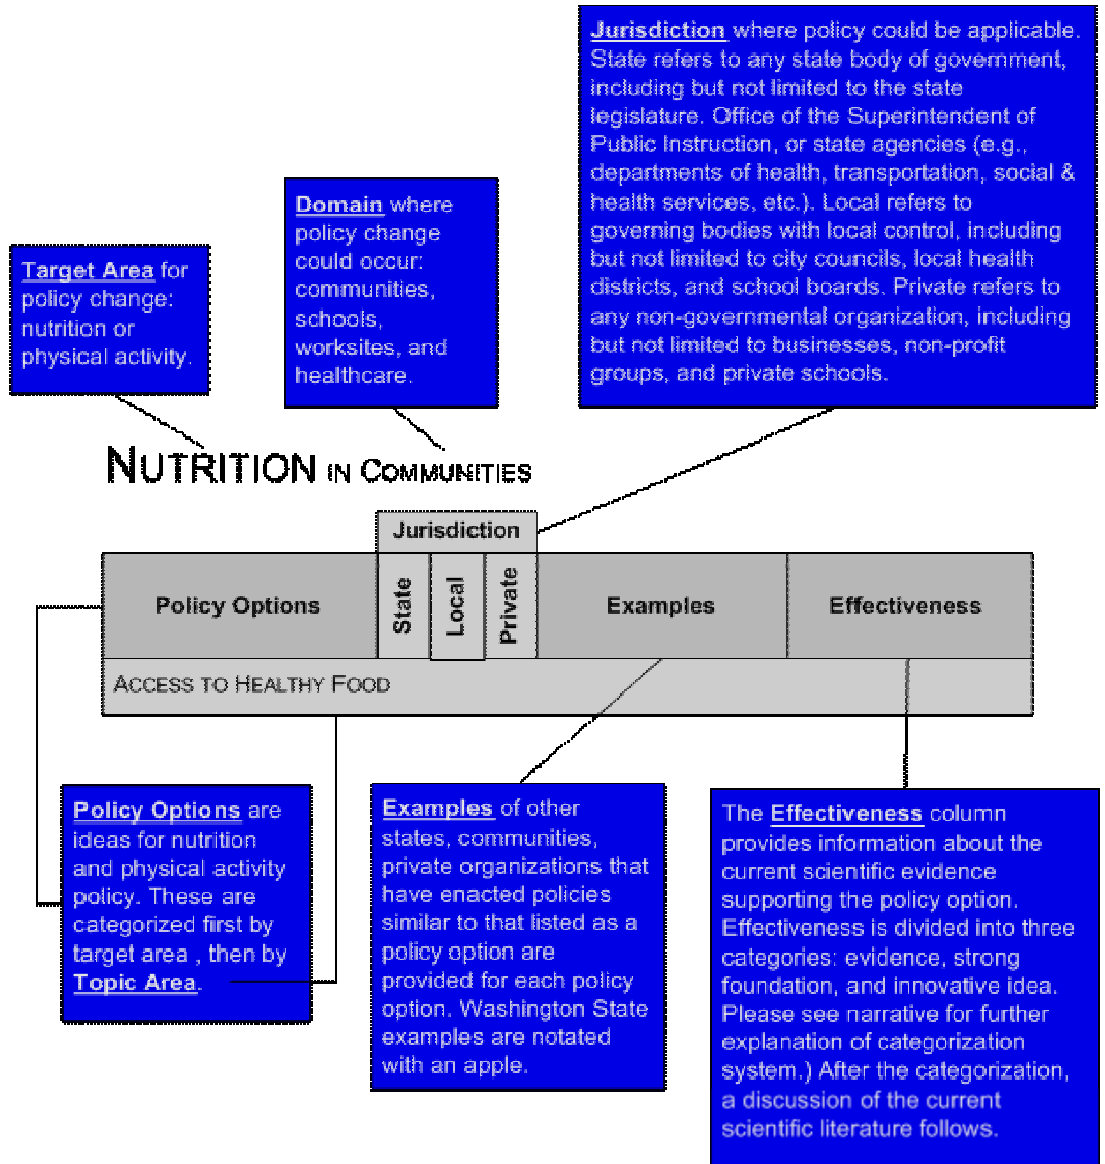 Jurisdiction where policy could be applicable.
State refers to any state body of government,
including but not limited to the state
legislature. Office of the Superintendent of
Public Instruction, or state agencies (e.g.,
departments of health, transportation, social &
health services, etc.). Local refers to
governing bodies with local control, including
but not limited to city councils, local health
districts, and school boards. Private refers to
any non-governmental organization, including
but not limited to businesses, non-profit
groups, and private schools.
Domain where
policy change
could occur:
communities,
schools,
worksites, and
healthcare.
Target Area for
policy change:
nutrition or
physical activity.
NUTRITION IN COMMUNITIES
Jurisdiction
Policy Options
State
Local
Private
Examples
Effectiveness
ACCESS TO HEALTHY FOOD
Policy Options are
ideas for nutrition
and physical activity
policy. These are
categorized first by
target area , then by
Topic Area.
Examples of other
states, communities,
private organizations that
have enacted policies
similar to that listed as a
policy option are
provided for each policy
option. Washington State
examples are notated
with an apple.
The Effectiveness column
provides information about the
current scientific evidence
supporting the policy option.
Effectiveness is divided into three
categories: evidence, strong
foundation, and innovative idea.
Please see narrative for further
explanation of categorization
system.) After the categorization,
a discussion of the current
scientific literature follows.